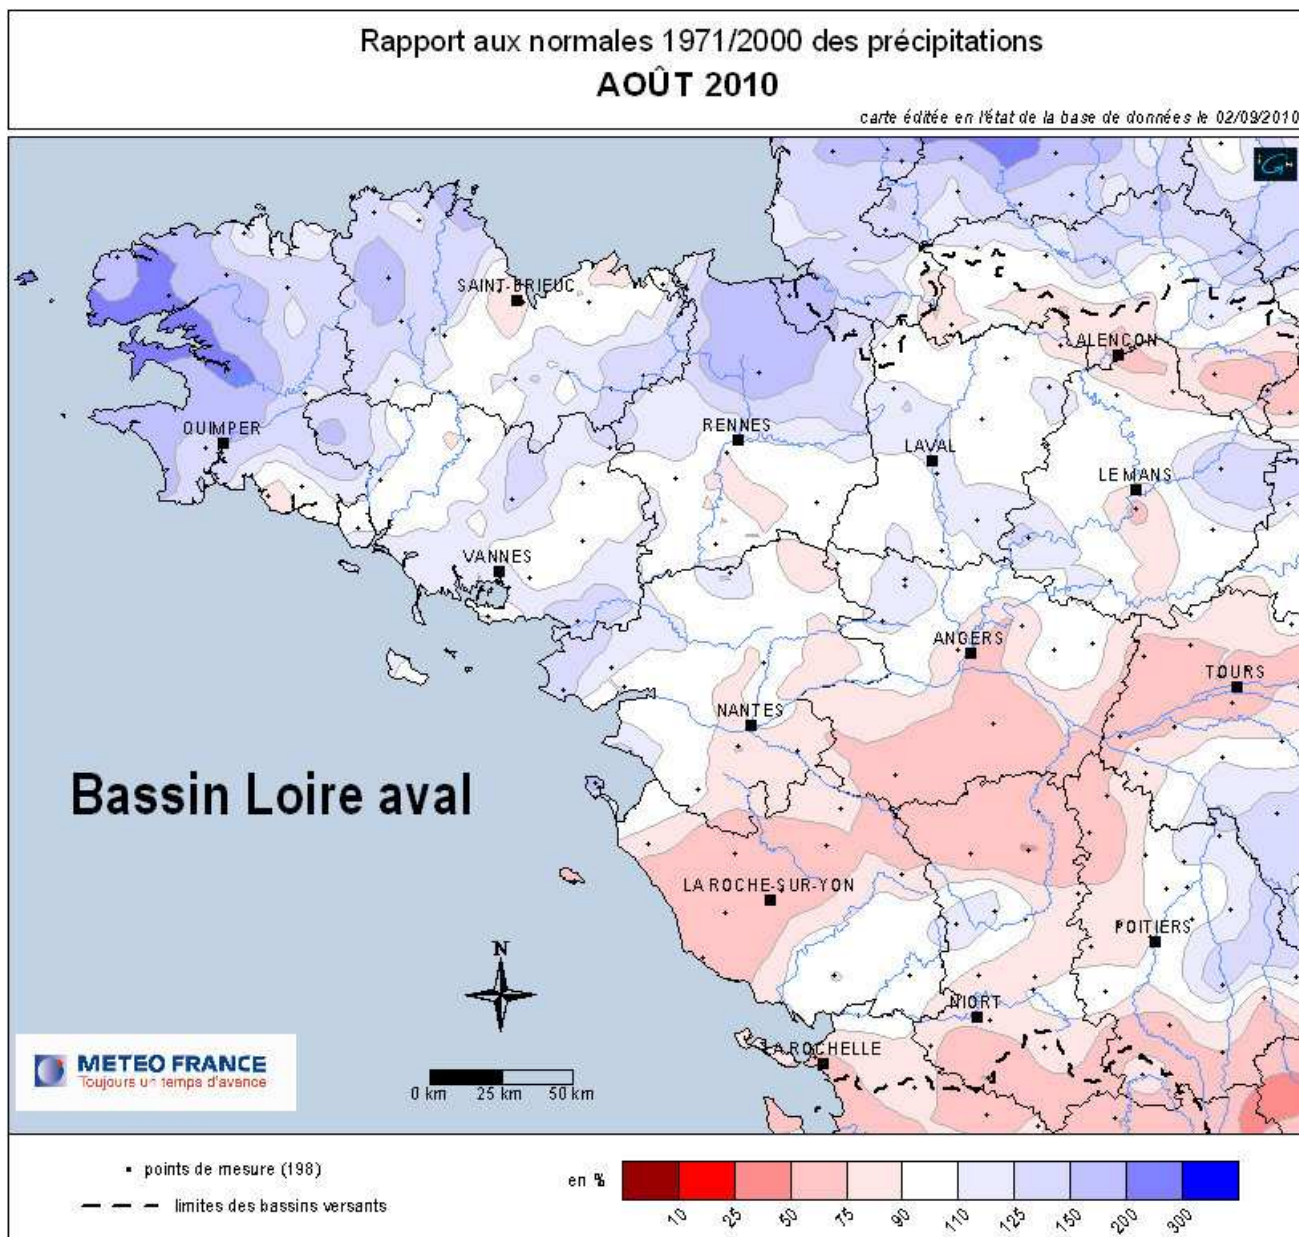 Rapport aux normales 1971/2000 des précipitations
AOÛT 2010
carte éditée en l'état de la base de données le 02/09/2010
SAINT-BRIEUC
ALENÇON
QUIMPER
RENNES
LAVAL
LE MANS
VANNES
ANGERS
TOURS
NANTES
Bassin Loire aval
LA ROCHE-SUR-YON
POITIERS
N
NIORT
LA ROCHELLE
METEO FRANCE
Toujours un temps d'avance
0 km 25 km 50 km
points de mesure (198)
limites des bassins versants
en %
10 25 50 75 90 110 125 150 200 300